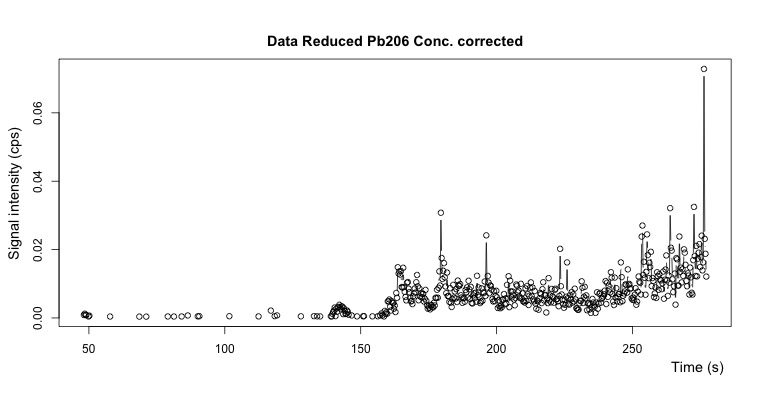 Data Reduced Pb206 Conc. corrected
Signal intensity (cps)
0.06
0.04
0.02
0.00
50 100 150 200 250
Time (s)